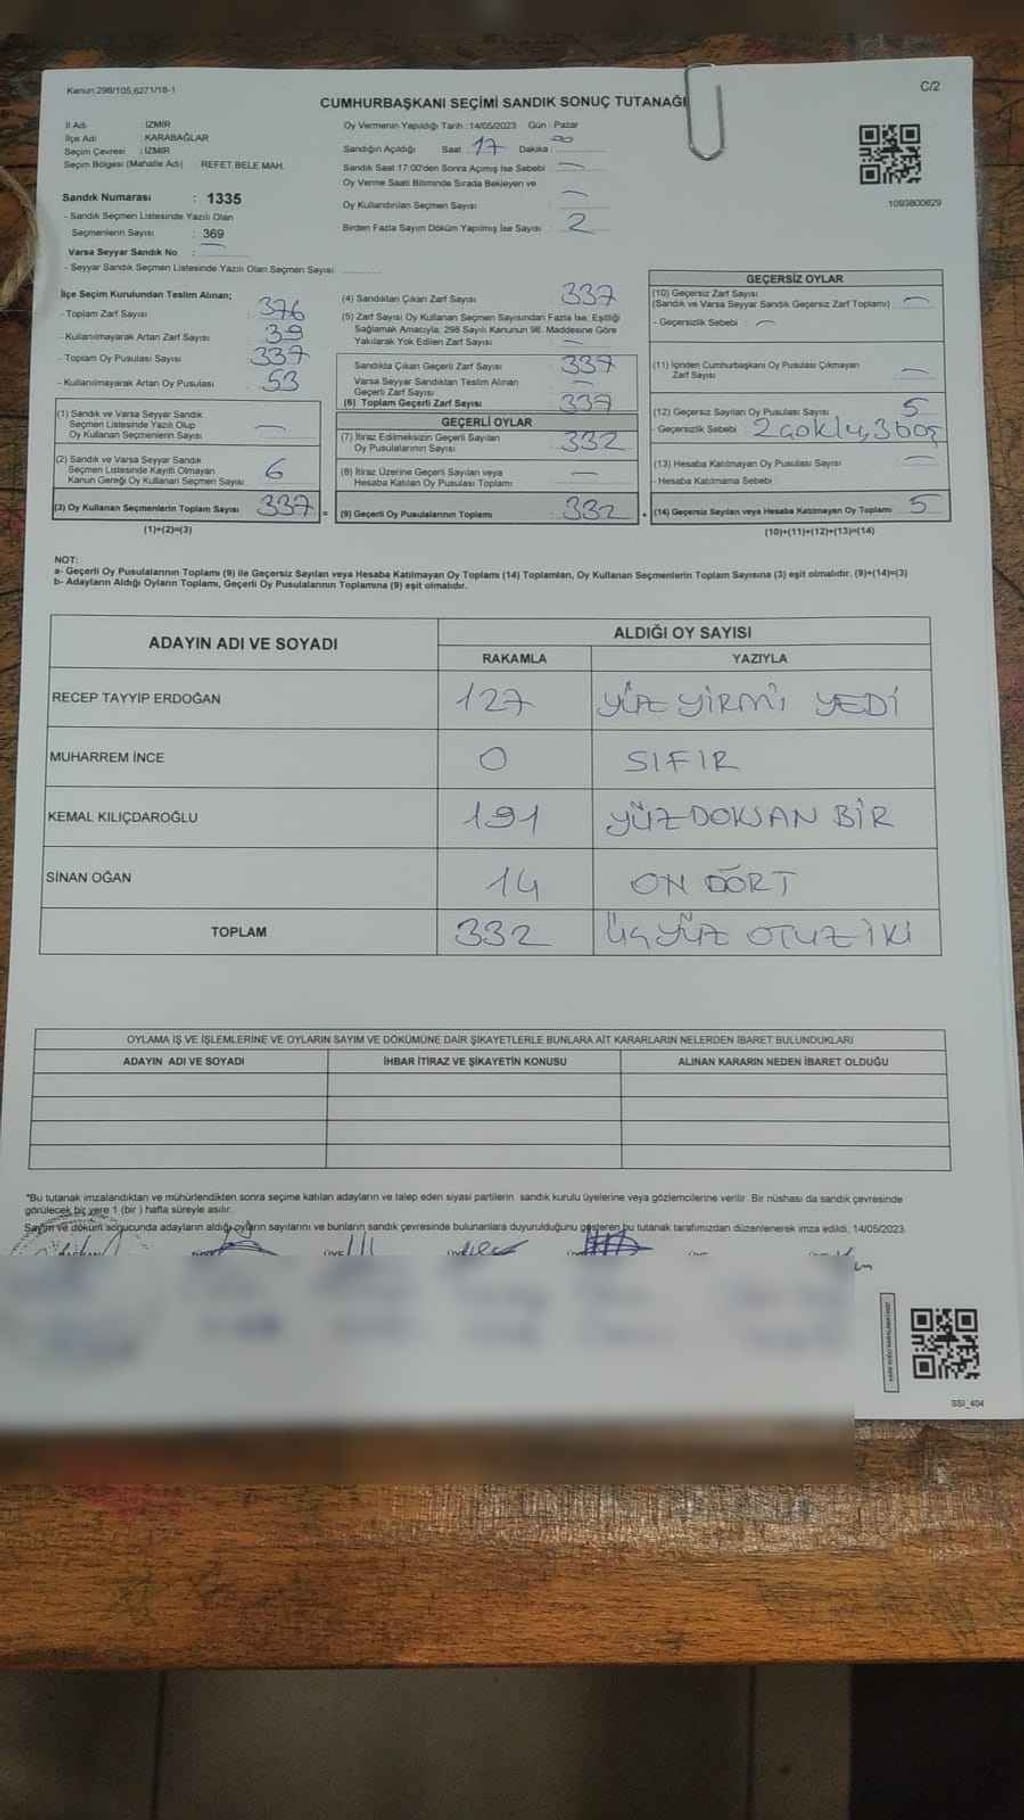 Kanun:298/105,6271/18-1
C/2
CUMHURBAŞKANI SEÇİMİ SANDIK SONUÇ TUTANAĞI
İl Adı : İZMİR
İlçe Adı : KARABAĞLAR
Seçim Çevresi : İZMİR
Seçim Bölgesi (Mahalle Adı) REFET BELE MAH.
Sandık Numarası : 1335
- Sandık Seçmen Listesinde Yazılı Olan
Seçmenlerin Sayısı : 369
Varsa Seyyar Sandık No : —
- Seyyar Sandık Seçmen Listesinde Yazılı Olan Seçmen Sayısı
Oy Vermenin Yapıldığı Tarih :14/05/2023 Gün : Pazar
Sandığın Açıldığı Saat : 17 Dakika :
Sandık Saat 17:00'den Sonra Açılmış İse Sebebi : —
Oy Verme Saati Bitiminde Sırada Bekleyen ve
Oy Kullandırılan Seçmen Sayısı : —
Birden Fazla Sayım Döküm Yapılmış İse Sayısı : 2
1093800629
İlçe Seçim Kurulundan Teslim Alınan;
- Toplam Zarf Sayısı : 376
- Kullanılmayarak Artan Zarf Sayısı : 39
- Toplam Oy Pusulası Sayısı : 337
- Kullanılmayarak Artan Oy Pusulası : 53
(1) Sandık ve Varsa Seyyar Sandık
Seçmen Listesinde Yazılı Olup
Oy Kullanan Seçmenlerin Sayısı : —
(2) Sandık ve Varsa Seyyar Sandık
Seçmen Listesinde Kayıtlı Olmayan
Kanun Gereği Oy Kullanan Seçmen Sayısı : 6
(3) Oy Kullanan Seçmenlerin Toplam Sayısı : 337 =
(1)+(2)=(3)
(4) Sandıktan Çıkan Zarf Sayısı : 337
(5) Zarf Sayısı Oy Kullanan Seçmen Sayısından Fazla İse, Eşitliği
Sağlamak Amacıyla, 298 Sayılı Kanunun 98. Maddesine Göre
Yakılarak Yok Edilen Zarf Sayısı : —
Sandıkta Çıkan Geçerli Zarf Sayısı : 337
Varsa Seyyar Sandıktan Teslim Alınan
Geçerli Zarf Sayısı : —
(6) Toplam Geçerli Zarf Sayısı : 337
GEÇERLİ OYLAR
(7) İtiraz Edilmeksizin Geçerli Sayılan
Oy Pusulalarının Sayısı : 332
(8) İtiraz Üzerine Geçerli Sayılan veya
Hesaba Katılan Oy Pusulası Toplamı : —
(9) Geçerli Oy Pusulalarının Toplamı : 332 +
GEÇERSİZ OYLAR
(10) Geçersiz Zarf Sayısı
(Sandık ve Varsa Seyyar Sandık Geçersiz Zarf Toplamı) : —
- Geçersizlik Sebebi : —
(11) İçinden Cumhurbaşkanı Oy Pusulası Çıkmayan
Zarf Sayısı : —
(12) Geçersiz Sayılan Oy Pusulası Sayısı : 5
Geçersizlik Sebebi : 2 çoklu, 3 boş
(13) Hesaba Katılmayan Oy Pusulası Sayısı : —
- Hesaba Katılmama Sebebi :
(14) Geçersiz Sayılan veya Hesaba Katılmayan Oy Toplamı : 5
(10)+(11)+(12)+(13)=(14)
NOT:
a- Geçerli Oy Pusulalarının Toplamı (9) ile Geçersiz Sayılan veya Hesaba Katılmayan Oy Toplamı (14) Toplamları, Oy Kullanan Seçmenlerin Toplam Sayısına (3) eşit olmalıdır. (9)+(14)=(3)
b- Adayların Aldığı Oyların Toplamı, Geçerli Oy Pusulalarının Toplamına (9) eşit olmalıdır.
ADAYIN ADI VE SOYADI
ALDIĞI OY SAYISI
RAKAMLA YAZIYLA
RECEP TAYYİP ERDOĞAN 127 YÜZ YİRMİ YEDİ
MUHARREM İNCE 0 SIFIR
KEMAL KILIÇDAROĞLU 191 YÜZ DOKSAN BİR
SİNAN OĞAN 14 ON DÖRT
TOPLAM 332 ÜÇ YÜZ OTUZ İKİ
OYLAMA İŞ VE İŞLEMLERİNE VE OYLARIN SAYIM VE DÖKÜMÜNE DAİR ŞİKAYETLERLE BUNLARA AİT KARARLARIN NELERDEN İBARET BULUNDUKLARI
ADAYIN ADI VE SOYADI İHBAR İTİRAZ VE ŞİKAYETİN KONUSU ALINAN KARARIN NEDEN İBARET OLDUĞU
*Bu tutanak imzalandıktan ve mühürlendikten sonra seçime katılan adayların ve talep eden siyasi partilerin sandık kurulu üyelerine veya gözlemcilerine verilir. Bir nüshası da sandık çevresinde
görülecek bir yere 1 (bir ) hafta süreyle asılır.
Sayım ve döküm sonucunda adayların aldığı oyların sayılarını ve bunların sandık çevresinde bulunanlara duyurulduğunu gösteren bu tutanak tarafımızdan düzenlenerek imza edildi. 14/05/2023
SSI_404